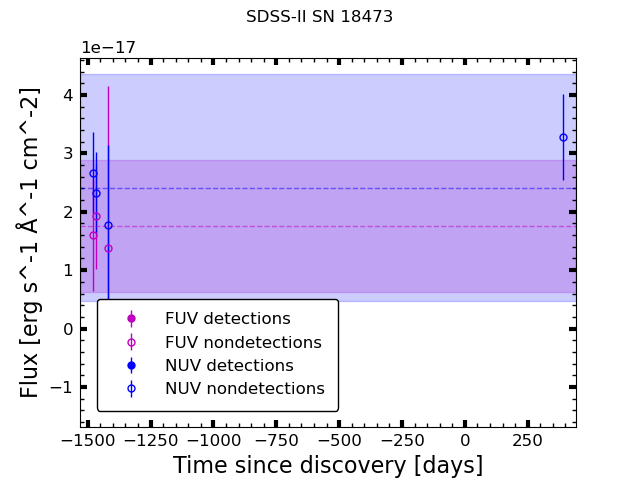 SDSS-II SN 18473
1e−17
Flux [erg s^-1 Å^-1 cm^-2]
4
3
2
1
0
−1
FUV detections
FUV nondetections
NUV detections
NUV nondetections
−1500 −1250 −1000 −750 −500 −250 0 250
Time since discovery [days]